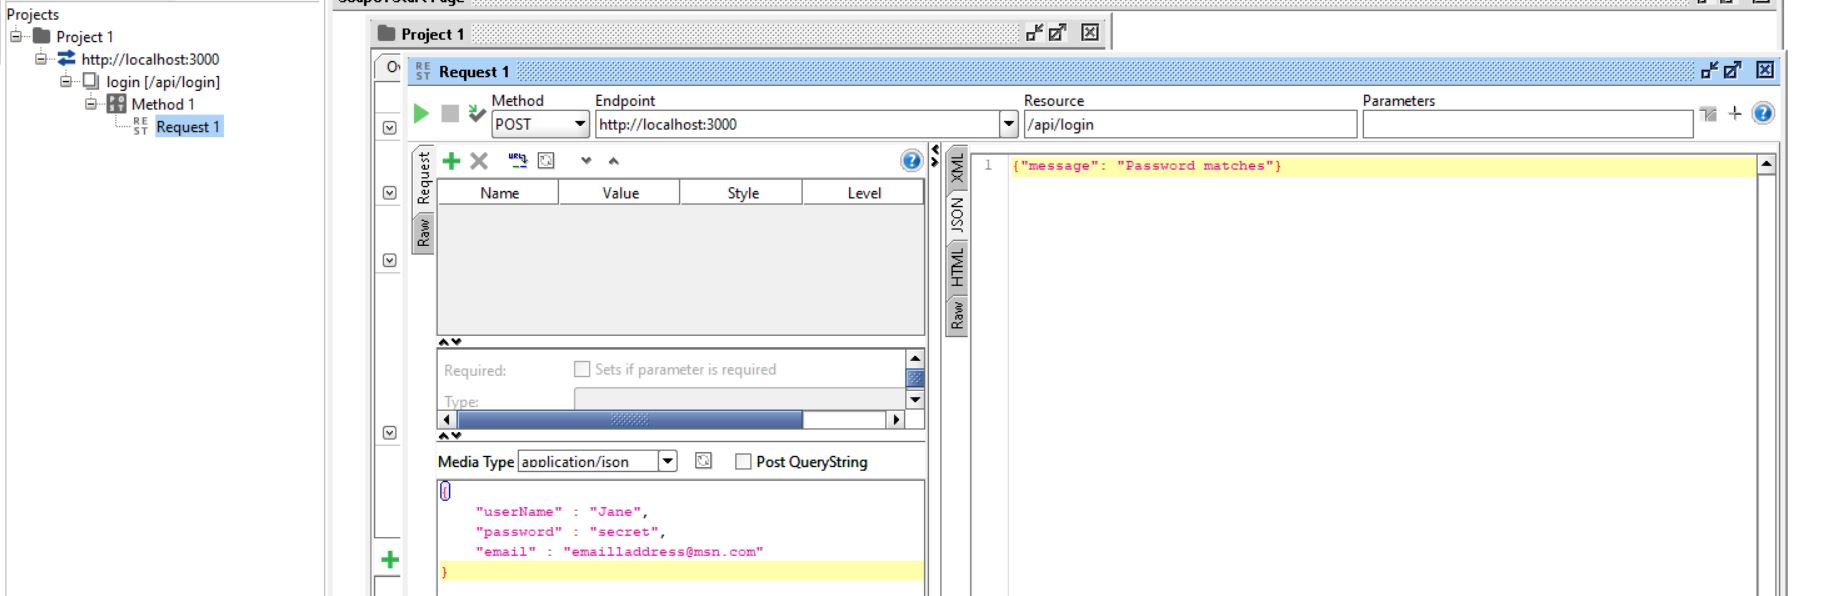 Projects
Project 1
http://localhost:3000
login [/api/login]
Method 1
REST Request 1
Project 1
REST Request 1
Method Endpoint Resource Parameters
POST http://localhost:3000 /api/login
Request
Raw
Name Value Style Level
Required: Sets if parameter is required
Type:
Media Type application/json Post QueryString
{
"userName" : "Jane",
"password" : "secret",
"email" : "emailladdress@msn.com"
}
XML
JSON
HTML
Raw
1 {"message": "Password matches"}